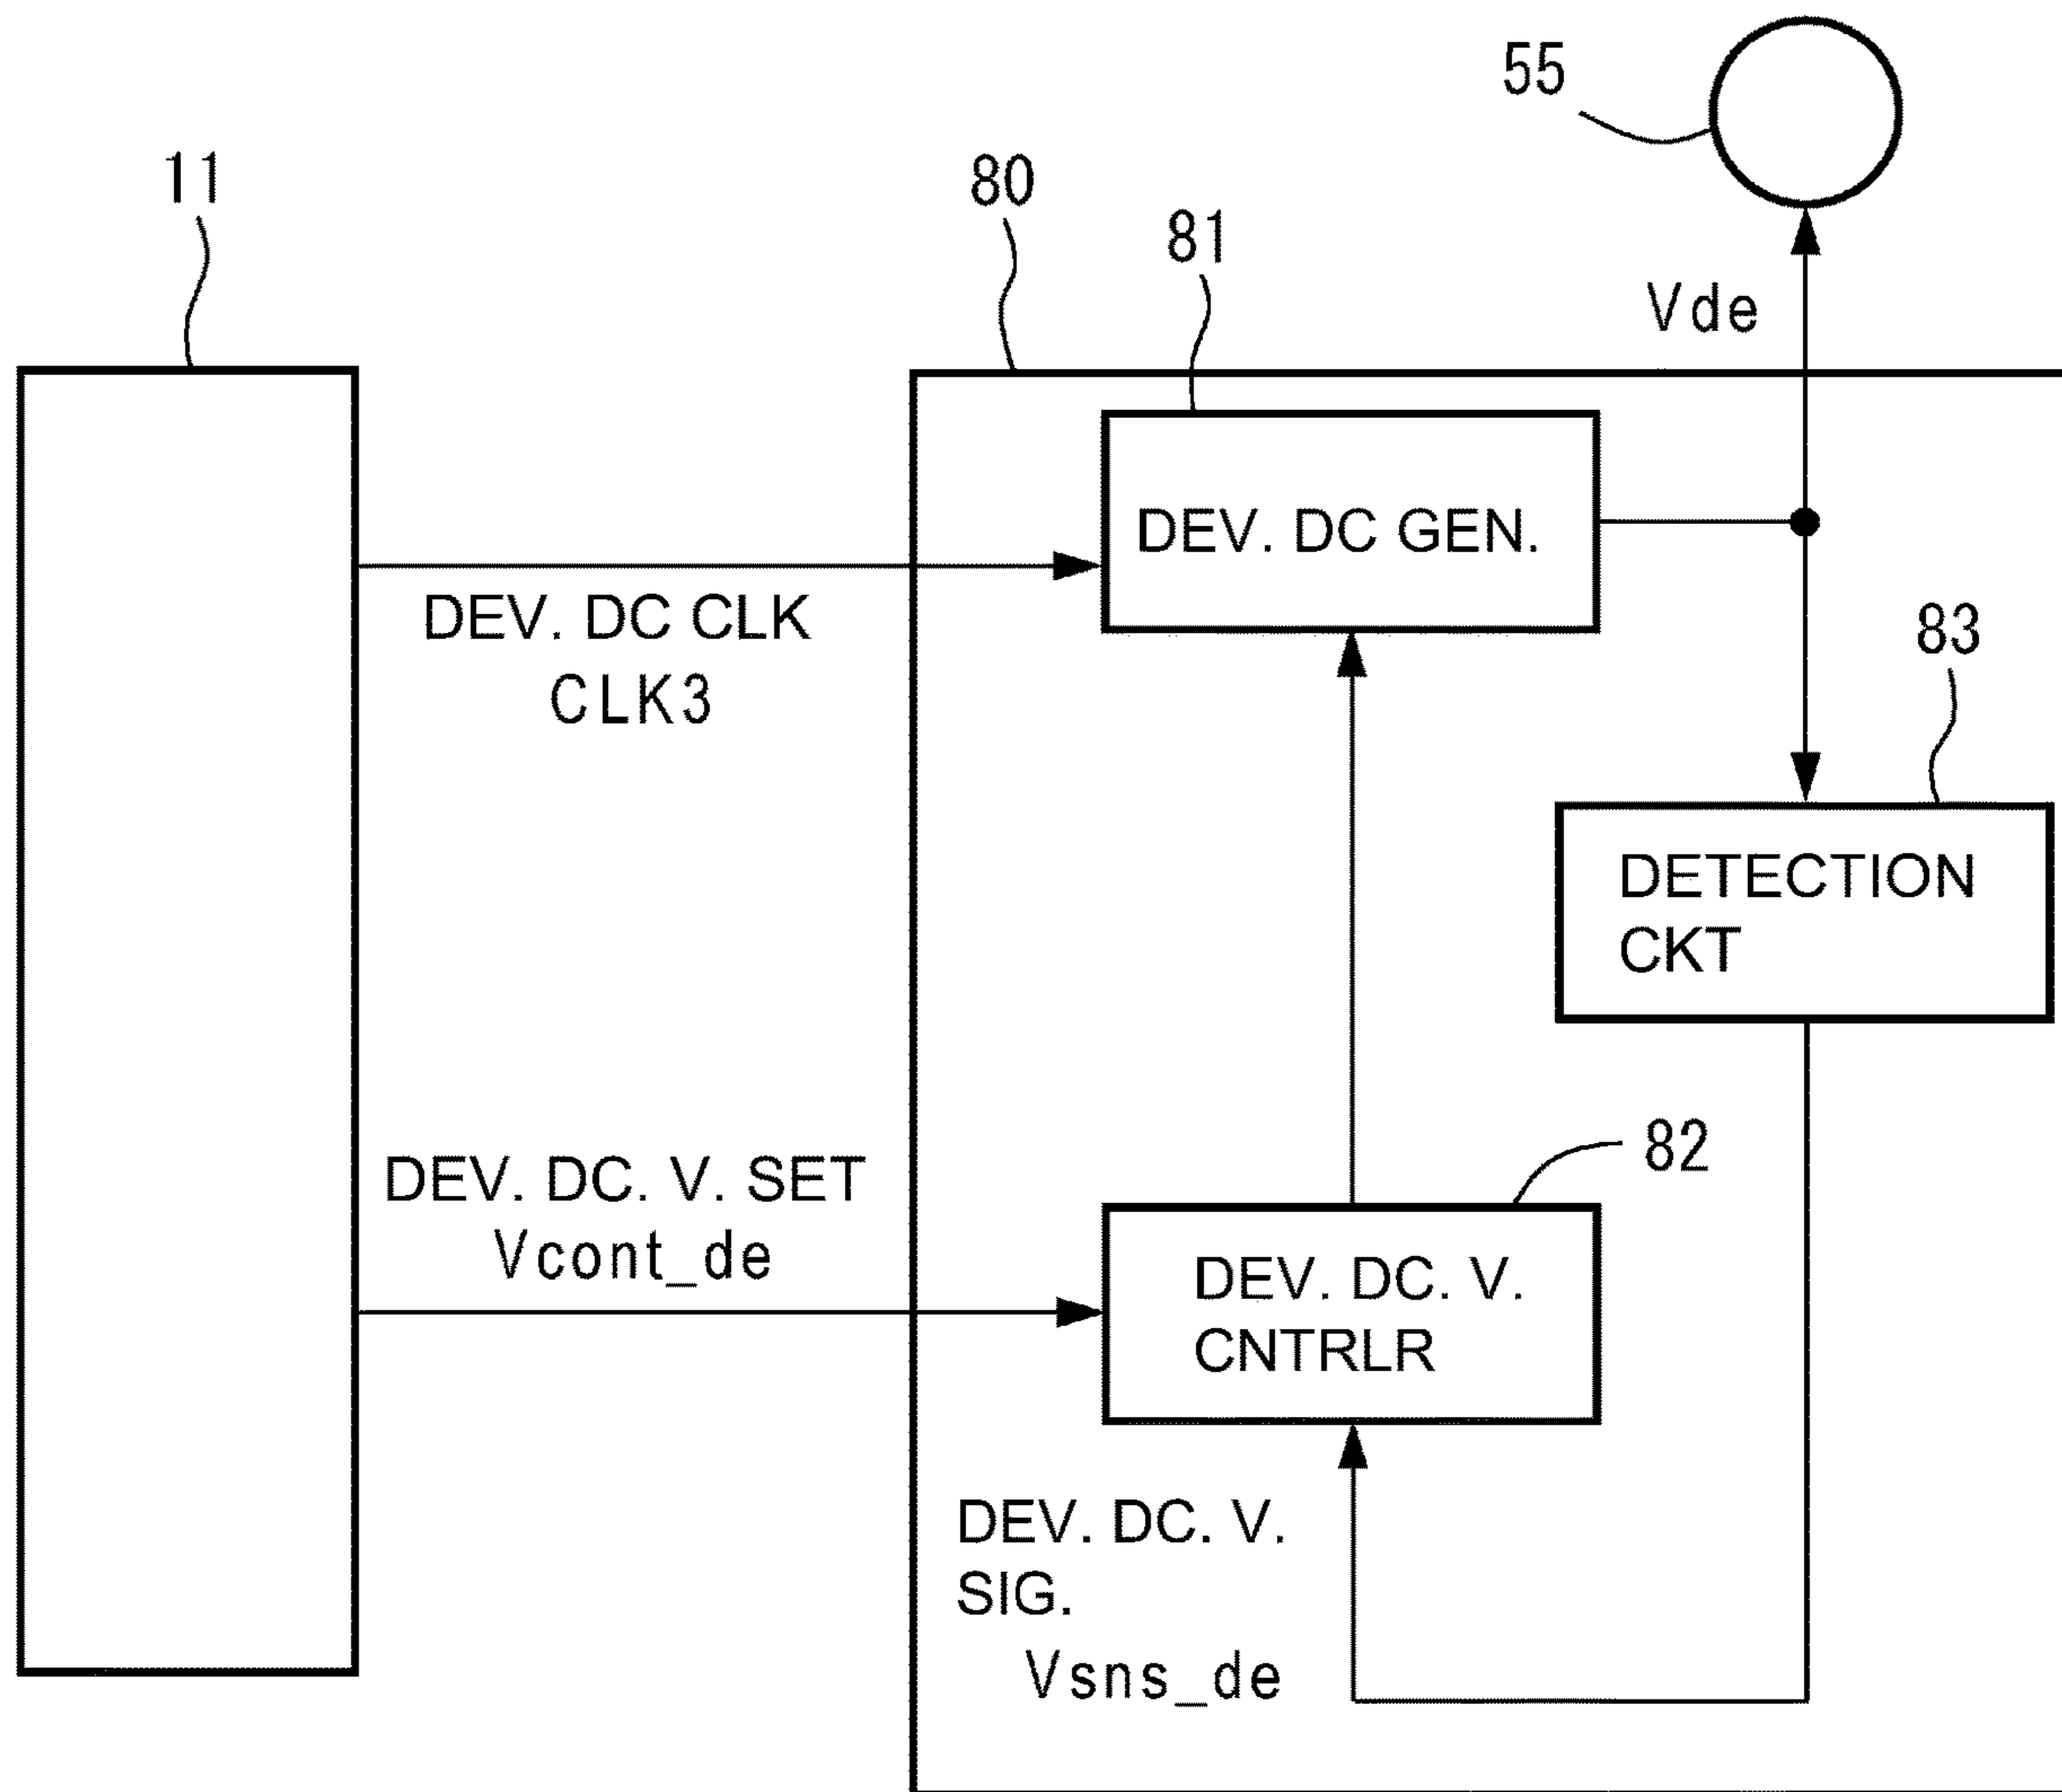 55
11
80
81
Vde
DEV. DC GEN.
DEV. DC CLK
CLK3
83
DETECTION
CKT
DEV. DC. V. SET
Vcont_de
82
DEV. DC. V.
CNTRLR
DEV. DC. V.
SIG.
Vsns_de